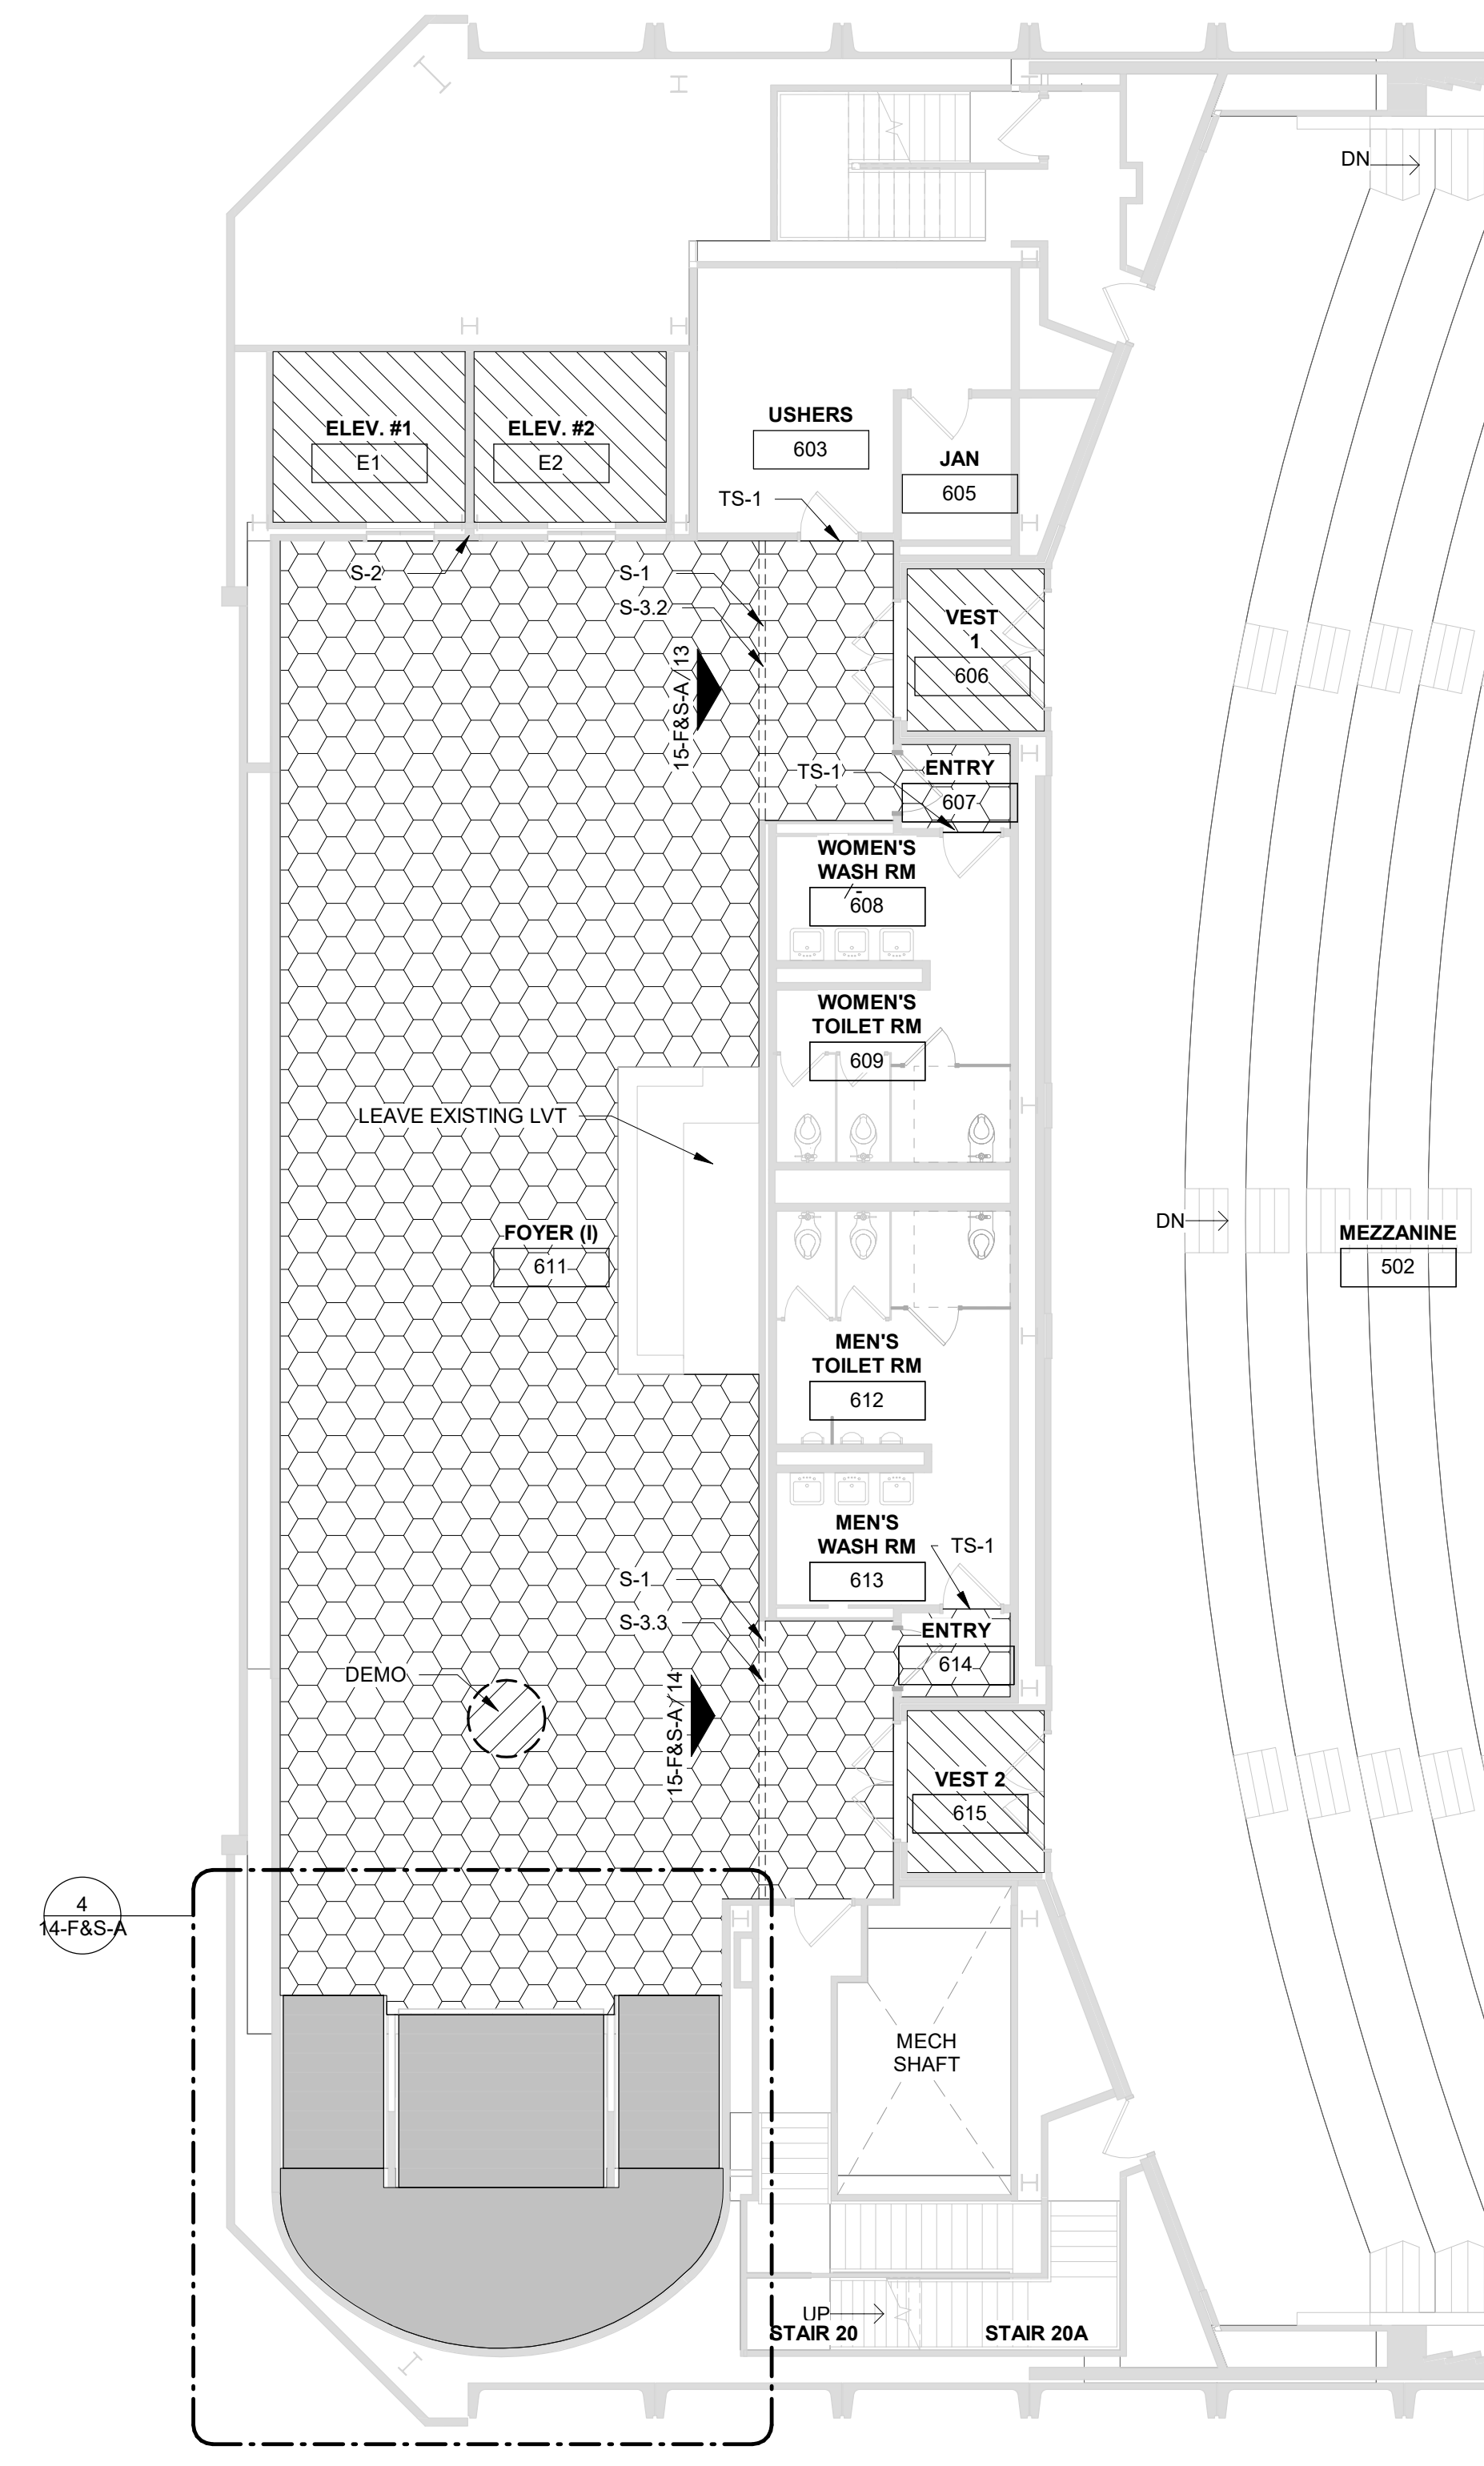 DN
USHERS
603
ELEV. #1
E1
ELEV. #2
E2
JAN
605
TS-1
S-2
S-1
S-3.2
VEST
1
606
15-F&S-A/13
TS-1
ENTRY
607
WOMEN'S
WASH RM
608
WOMEN'S
TOILET RM
609
LEAVE EXISTING LVT
FOYER (I)
611
DN
MEZZANINE
502
MEN'S
TOILET RM
612
MEN'S
WASH RM
613
TS-1
S-1
S-3.3
ENTRY
614
DEMO
15-F&S-A/14
VEST 2
615
4
14-F&S-A
MECH
SHAFT
UP
STAIR 20
STAIR 20A